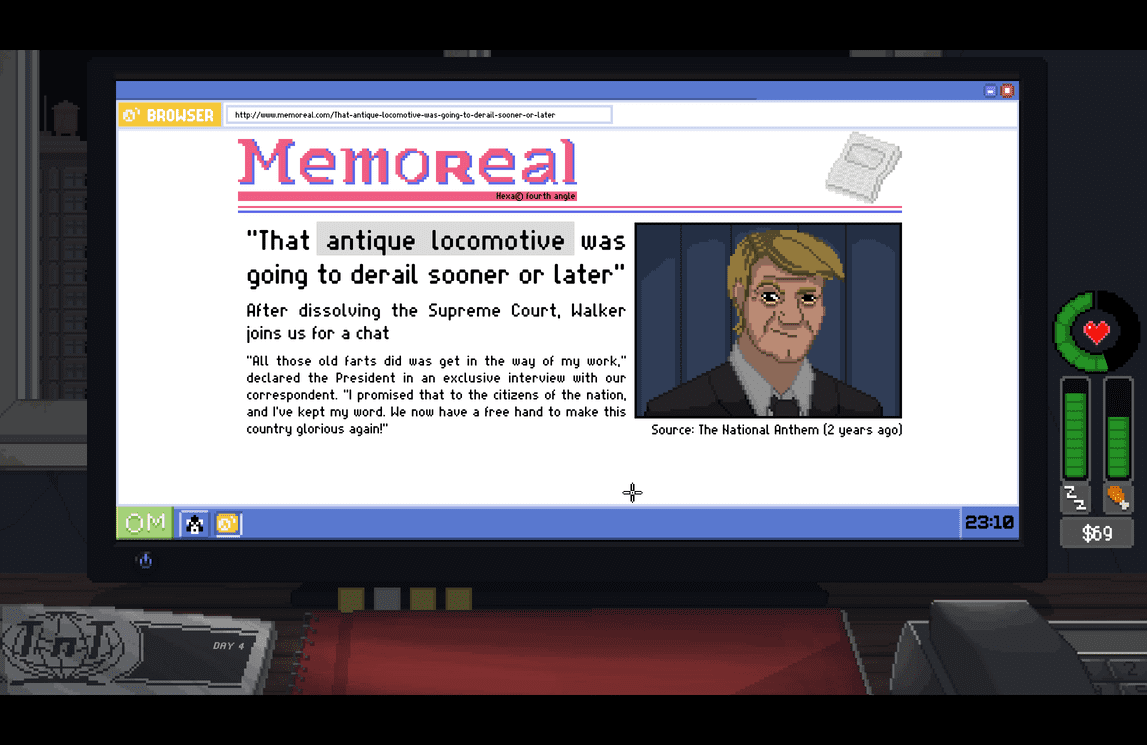 BROWSER
http://www.memoreal.com/That-antique-locomotive-was-going-to-derail-sooner-or-later
Memoreal
Hexa© fourth angle
"That antique locomotive was
going to derail sooner or later"
After dissolving the Supreme Court, Walker
joins us for a chat
"All those old farts did was get in the way of my work,"
declared the President in an exclusive interview with our
correspondent. "I promised that to the citizens of the nation,
and I've kept my word. We now have a free hand to make this
country glorious again!"
Source: The National Anthem (2 years ago)
OM
23:10
zzz
$69
TnT
DAY 4
2